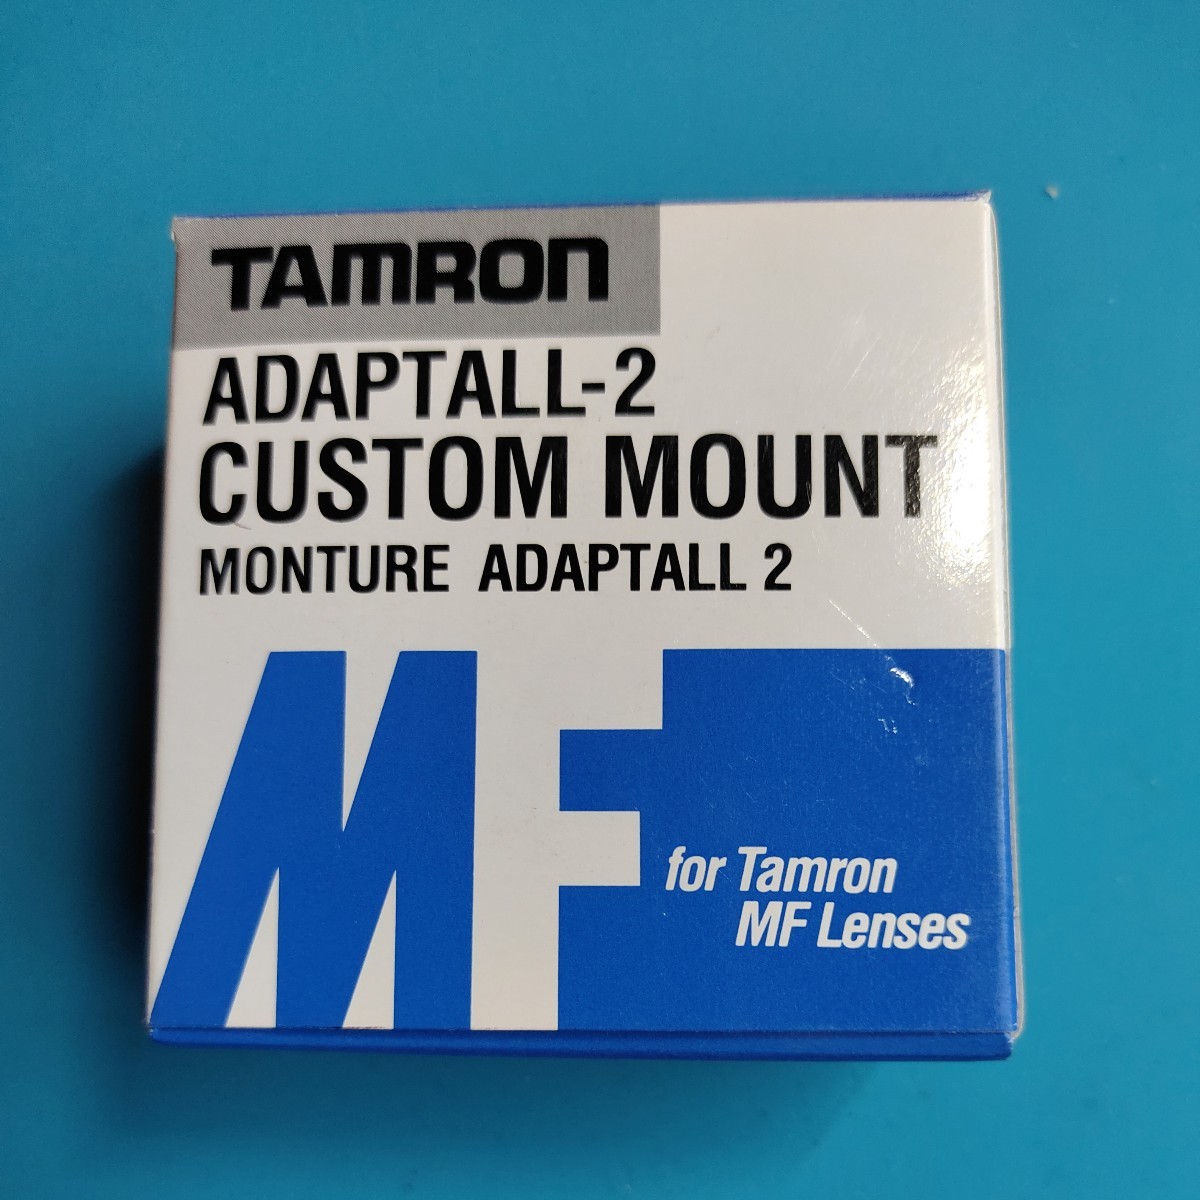 TAMRON
ADAPTALL-2
CUSTOM MOUNT
MONTURE ADAPTALL 2
MF
for Tamron
MF Lenses